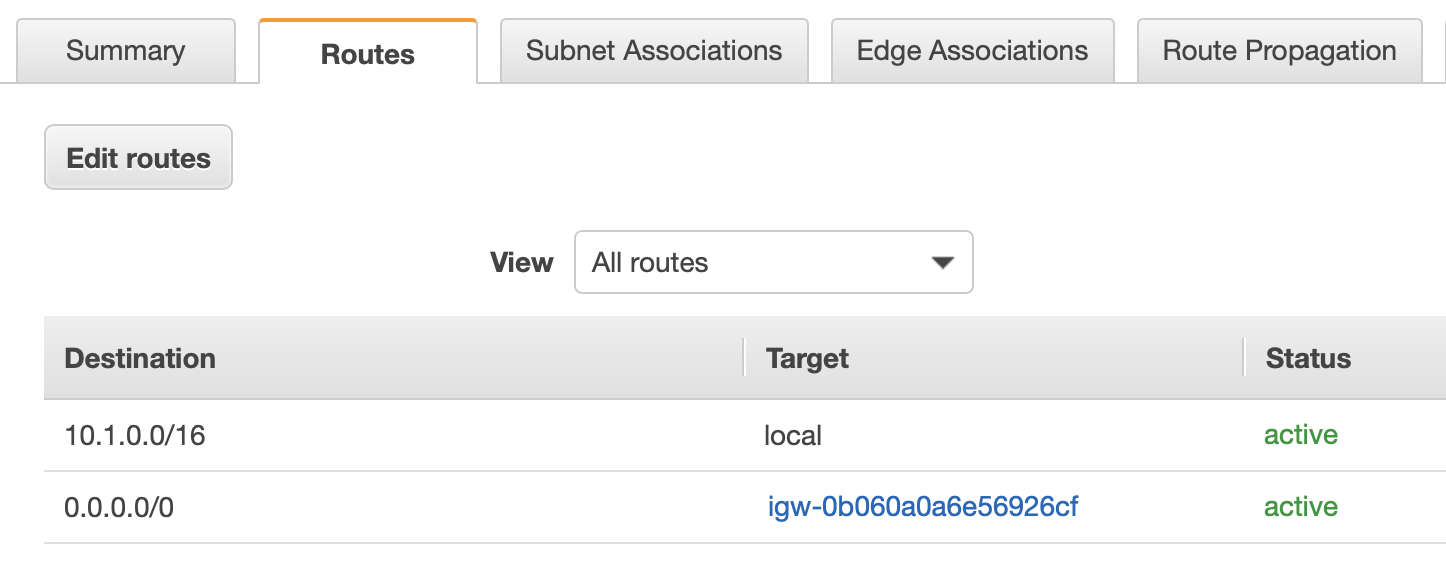 Summary Routes Subnet Associations Edge Associations Route Propagation
Edit routes
View All routes
Destination Target Status
10.1.0.0/16 local active
0.0.0.0/0 igw-0b060a0a6e56926cf active